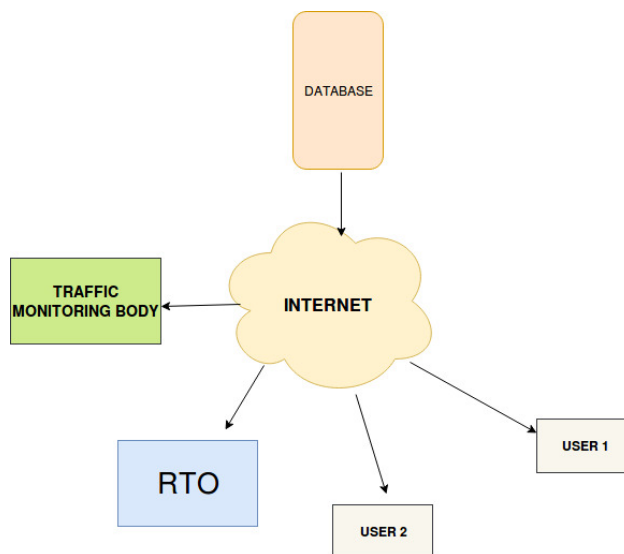 DATABASE
TRAFFIC
MONITORING BODY
INTERNET
RTO
USER 1
USER 2